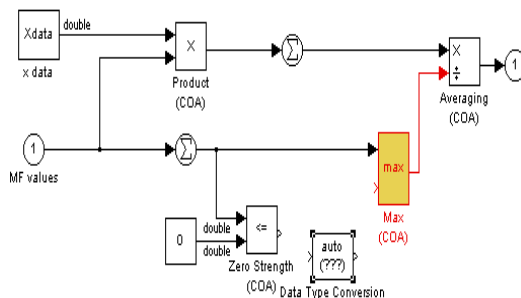 double
Xdata
x data
X
Product
(COA)
Σ
X
÷
Averaging
(COA)
1
1
MF values
Σ
max
Max
(COA)
double
double
0
<=
Zero Strength
(COA)
auto
(???)
Data Type Conversion